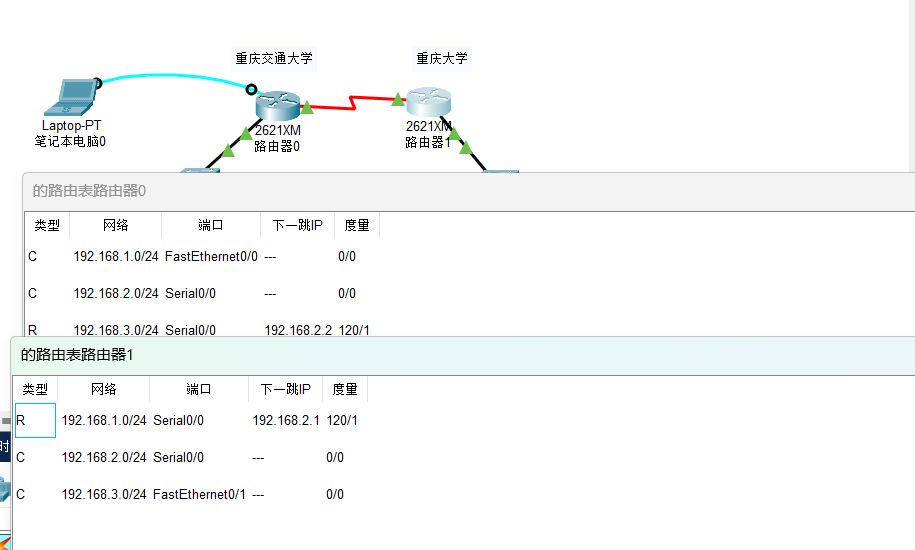 重庆交通大学 重庆大学
Laptop-PT
笔记本电脑0
2621XM
路由器0
2621XM
路由器1
的路由表路由器0
类型 网络 端口 下一跳IP 度量
C 192.168.1.0/24 FastEthernet0/0 --- 0/0
C 192.168.2.0/24 Serial0/0 --- 0/0
R 192.168.3.0/24 Serial0/0 192.168.2.2 120/1
的路由表路由器1
类型 网络 端口 下一跳IP 度量
R 192.168.1.0/24 Serial0/0 192.168.2.1 120/1
C 192.168.2.0/24 Serial0/0 --- 0/0
C 192.168.3.0/24 FastEthernet0/1 --- 0/0
时